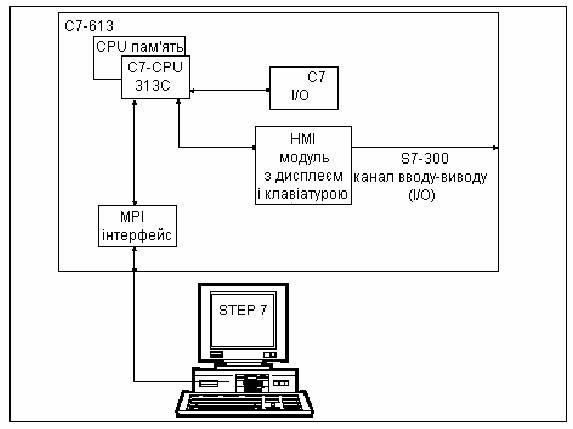 C7-613
CPU пам'ять
C7-CPU
313C
C7
I/O
HMI
модуль
з дисплеєм
і клавіатурою
S7-300
канал вводу-виводу
(I/O)
MPI
інтерфейс
STEP 7